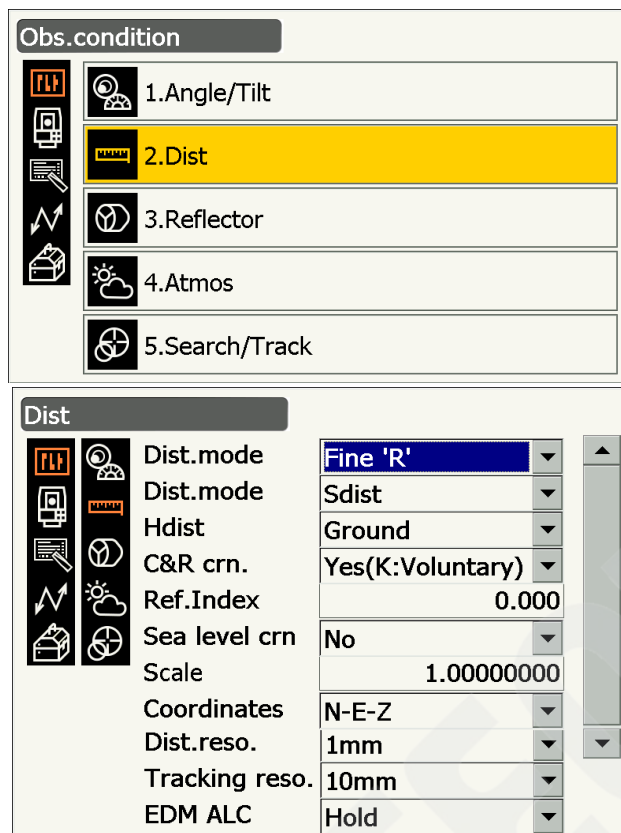 Obs.condition
1.Angle/Tilt
2.Dist
3.Reflector
4.Atmos
5.Search/Track
Dist
Dist.mode Fine 'R'
Dist.mode Sdist
Hdist Ground
C&R crn. Yes(K:Voluntary)
Ref.Index 0.000
Sea level crn No
Scale 1.00000000
Coordinates N-E-Z
Dist.reso. 1mm
Tracking reso. 10mm
EDM ALC Hold